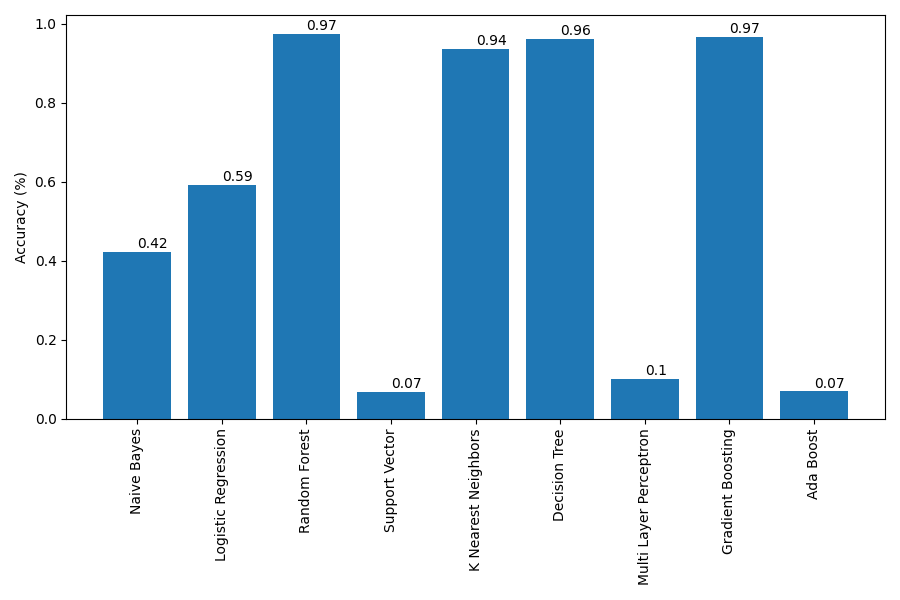 Accuracy (%)
1.0
0.8
0.6
0.4
0.2
0.0
0.42
0.59
0.97
0.07
0.94
0.96
0.1
0.97
0.07
Naive Bayes
Logistic Regression
Random Forest
Support Vector
K Nearest Neighbors
Decision Tree
Multi Layer Perceptron
Gradient Boosting
Ada Boost